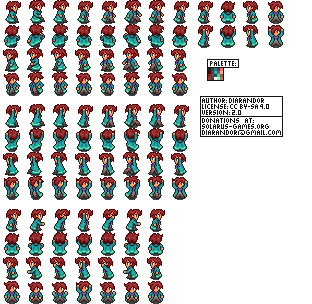 PALETTE:
AUTHOR: DIARANDOR
LICENSE: CC BY-SA 4.0
VERSION: 2.0
DONATIONS AT:
SOLARUS-GAMES.ORG
DIARANDOR@GMAIL.COM